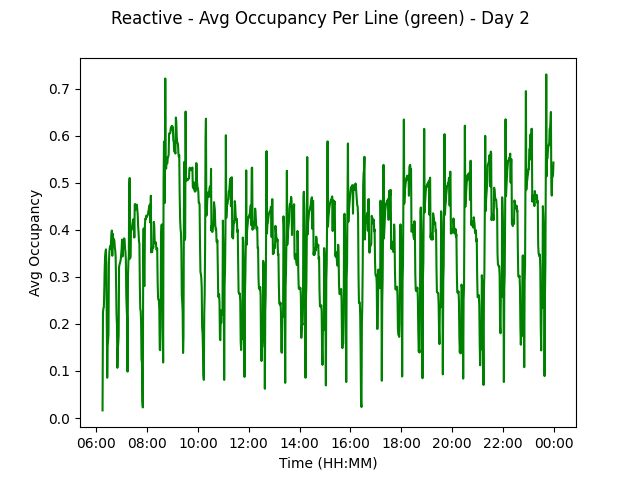 Reactive - Avg Occupancy Per Line (green) - Day 2
0.7
0.6
0.5
0.4
0.3
0.2
0.1
0.0
Avg Occupancy
06:00 08:00 10:00 12:00 14:00 16:00 18:00 20:00 22:00 00:00
Time (HH:MM)